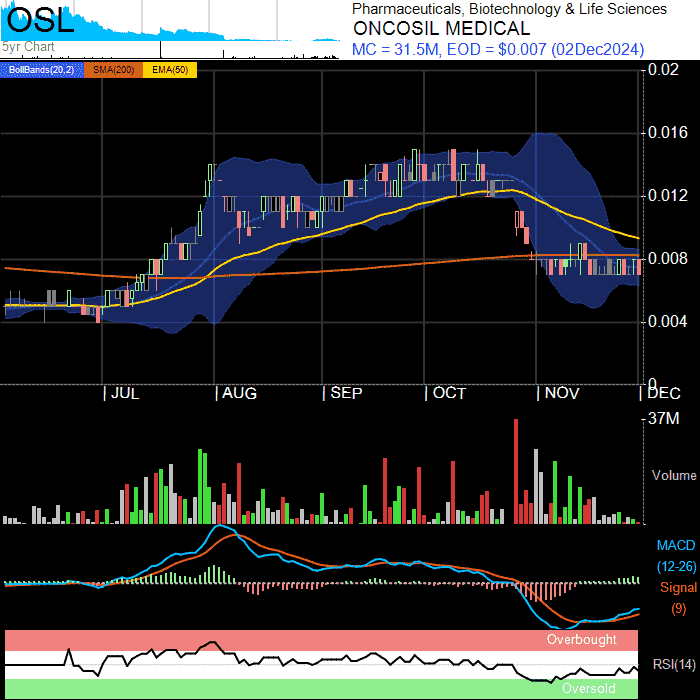 OSL
5yr Chart
Pharmaceuticals, Biotechnology & Life Sciences
ONCOSIL MEDICAL
MC = 31.5M, EOD = $0.007 (02Dec2024)
BollBands(20,2) SMA(200) EMA(50)
0.02
0.016
0.012
0.008
0.004
0
JUL AUG SEP OCT NOV DEC
37M
Volume
MACD
(12-26)
Signal
(9)
Overbought
RSI(14)
Oversold